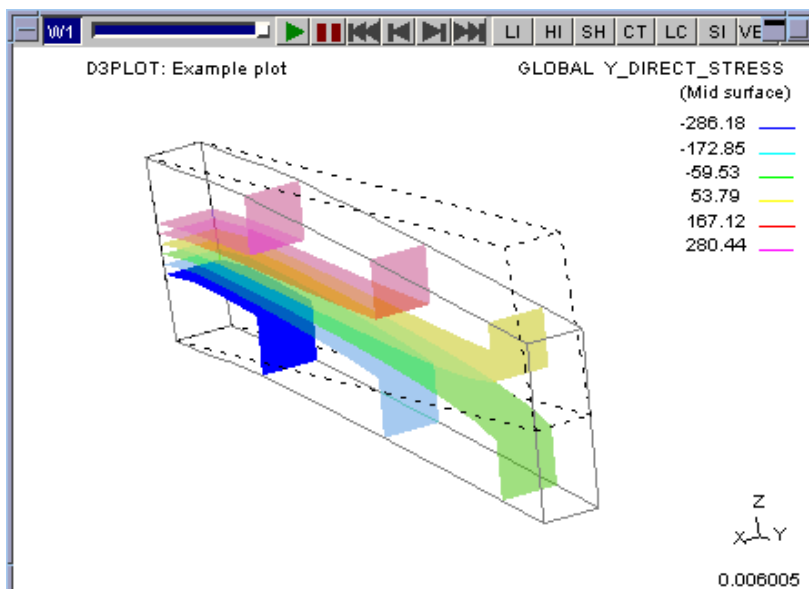 W1 LI HI SH CT LC SI VE
D3PLOT: Example plot
GLOBAL Y_DIRECT_STRESS
(Mid surface)
-286.18
-172.85
-59.53
53.79
167.12
280.44
Z
X Y
0.006005